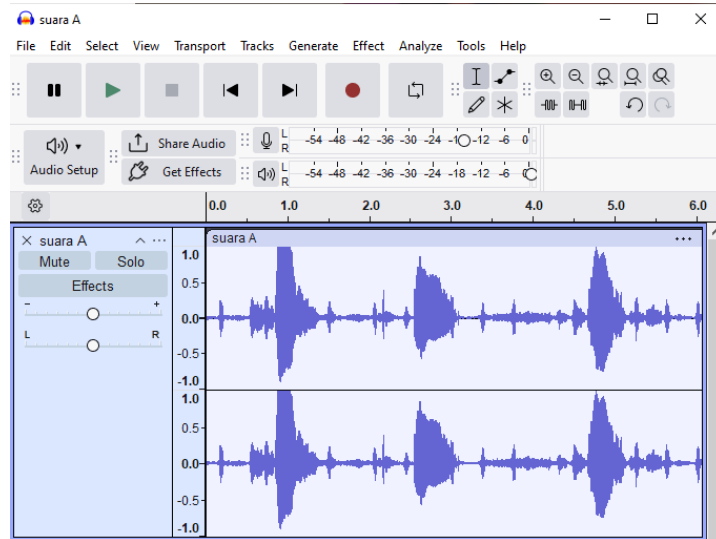 suara A
File Edit Select View Transport Tracks Generate Effect Analyze Tools Help
Audio Setup
Share Audio
Get Effects
L
R
-54 -48 -42 -36 -30 -24 -12 -6 0
L
R
-54 -48 -42 -36 -30 -24 -18 -12 -6
0.0 1.0 2.0 3.0 4.0 5.0 6.0
suara A
Mute Solo
Effects
- +
L R
suara A
1.0
0.5-
0.0-
-0.5-
-1.0
1.0
0.5-
0.0-
-0.5-
-1.0